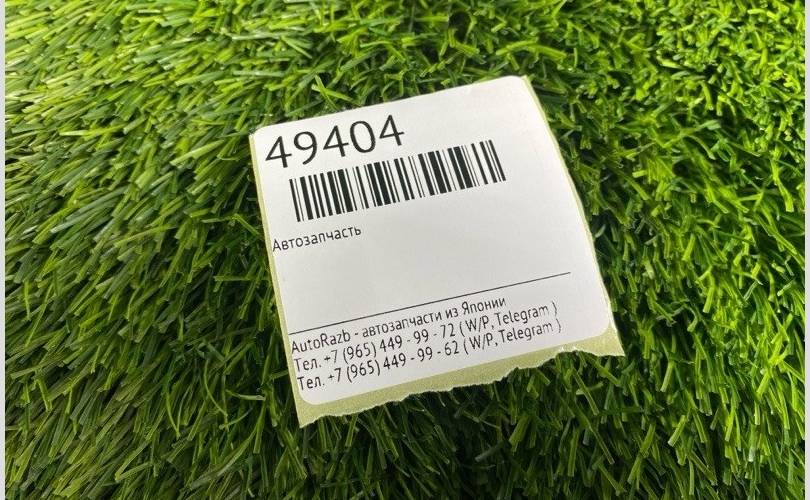 49404
Автозапчасть
AutoRazb - автозапчасти из Японии
Тел. +7 (965) 449 - 99 - 72 ( W/P, Telegram )
Тел. +7 (965) 449 - 99 - 62 ( W/P, Telegram )